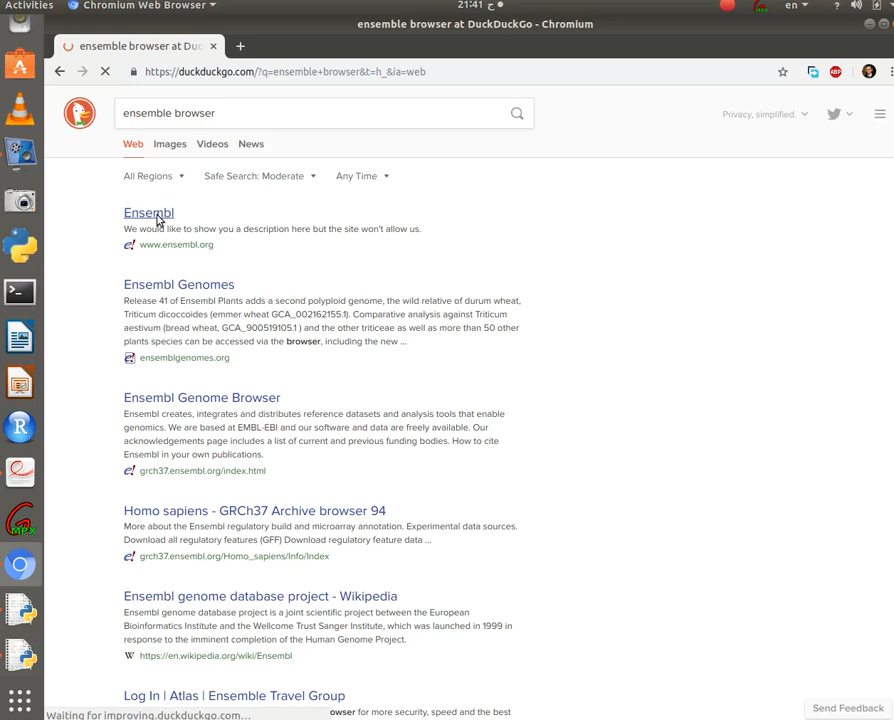 Activities
Chromium Web Browser
21:41 ج
en
ensemble browser at DuckDuckGo - Chromium
ensemble browser at Duc
https://duckduckgo.com/?q=ensemble+browser&t=h_&ia=web
ABP
ensemble browser
Privacy, simplified.
Web Images Videos News
All Regions Safe Search: Moderate Any Time
Ensembl
We would like to show you a description here but the site won't allow us.
e! www.ensembl.org
Ensembl Genomes
Release 41 of Ensembl Plants adds a second polyploid genome, the wild relative of durum wheat,
Triticum dicoccoides (emmer wheat GCA_002162155.1). Comparative analysis against Triticum
aestivum (bread wheat, GCA_900519105.1 ) and the other triticeae as well as more than 50 other
plants species can be accessed via the browser, including the new ...
e! ensemblgenomes.org
Ensembl Genome Browser
Ensembl creates, integrates and distributes reference datasets and analysis tools that enable
genomics. We are based at EMBL-EBI and our software and data are freely available. Our
acknowledgements page includes a list of current and previous funding bodies. How to cite
Ensembl in your own publications.
e! grch37.ensembl.org/index.html
Homo sapiens - GRCh37 Archive browser 94
More about the Ensembl regulatory build and microarray annotation. Experimental data sources.
Download all regulatory features (GFF) Download regulatory feature data ...
e! grch37.ensembl.org/Homo_sapiens/Info/Index
Ensembl genome database project - Wikipedia
Ensembl genome database project is a joint scientific project between the European
Bioinformatics Institute and the Wellcome Trust Sanger Institute, which was launched in 1999 in
response to the imminent completion of the Human Genome Project.
W https://en.wikipedia.org/wiki/Ensembl
Log In | Atlas | Ensemble Travel Group
owser for more security, speed and the best
Waiting for improving.duckduckgo.com...
Send Feedback
R
MPX